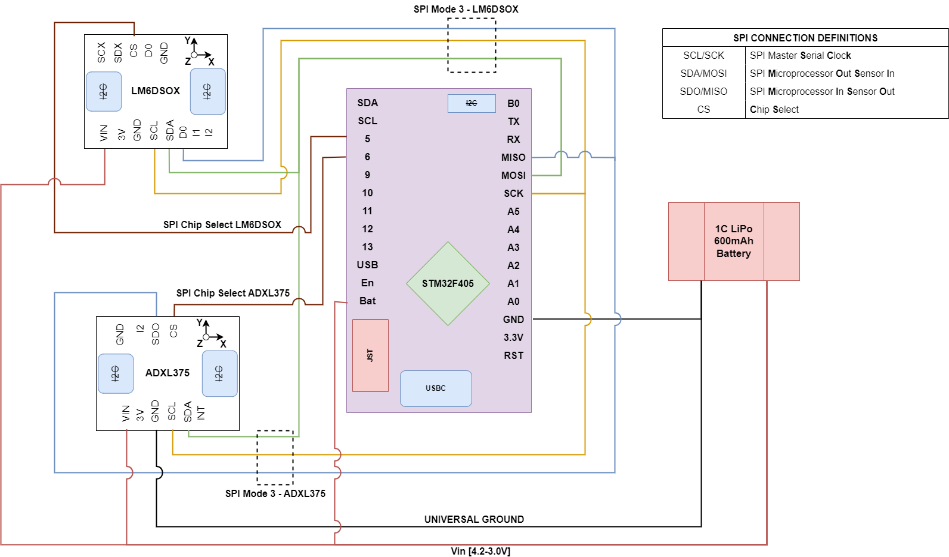 SPI Mode 3 - LM6DSOX
SPI CONNECTION DEFINITIONS
SCL/SCK SPI Master Serial Clock
SDA/MOSI SPI Microprocessor Out Sensor In
SDO/MISO SPI Microprocessor In Sensor Out
CS Chip Select
SCX
SDX
CS
D0
GND
Y
Z
X
I2C
LM6DSOX
I2C
VIN
3V
GND
SCL
SDA
D0
I1
I2
SDA
SCL
5
6
9
10
11
12
13
USB
En
Bat
I2C
B0
TX
RX
MISO
MOSI
SCK
A5
A4
A3
A2
A1
A0
GND
3.3V
RST
STM32F405
JST
USBC
1C LiPo
600mAh
Battery
SPI Chip Select LM6DSOX
SPI Chip Select ADXL375
GND
I2
SDO
CS
Y
Z
X
I2C
ADXL375
I2C
VIN
3V
GND
SCL
SDA
INT
SPI Mode 3 - ADXL375
UNIVERSAL GROUND
Vin [4.2-3.0V]